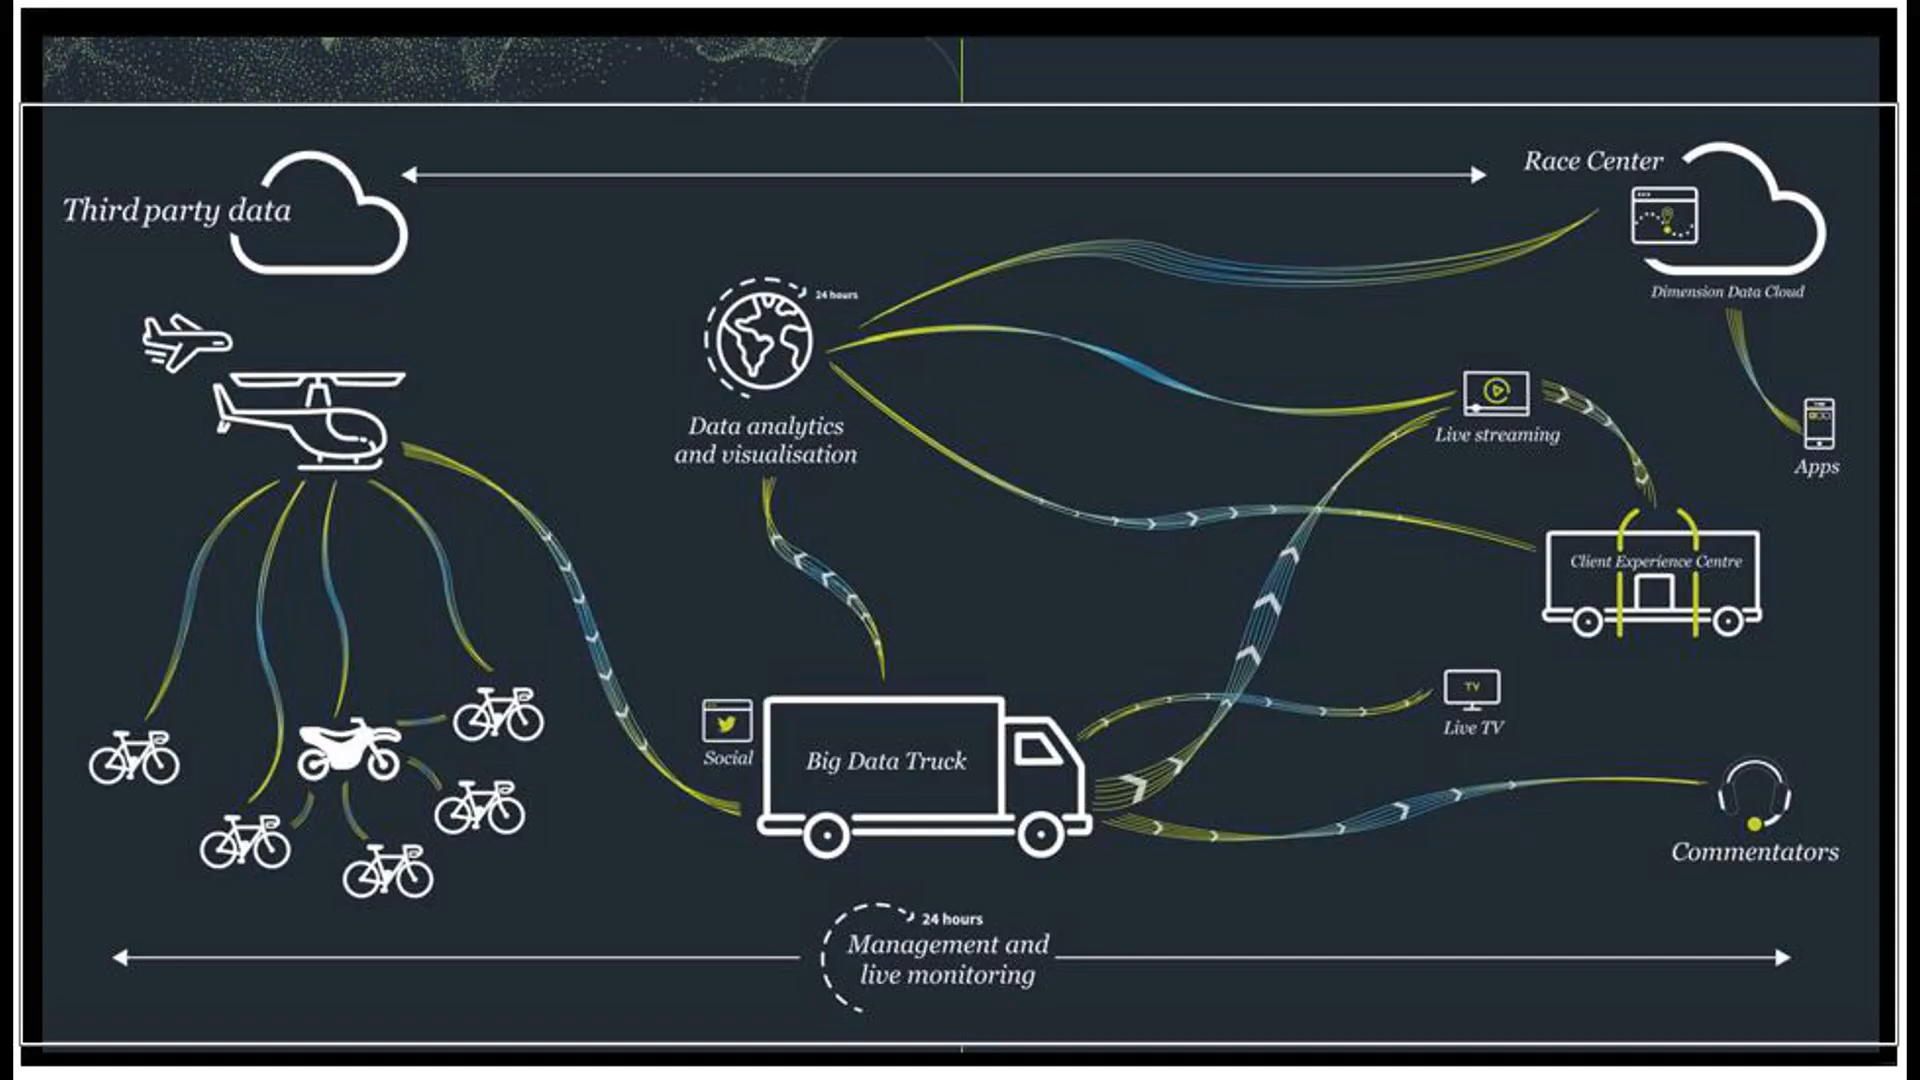 Race Center
Third party data
24 hours
Dimension Data Cloud
Data analytics
and visualisation
Live streaming
Apps
Client Experience Centre
TV
Live TV
Social
Big Data Truck
Commentators
24 hours
Management and
live monitoring